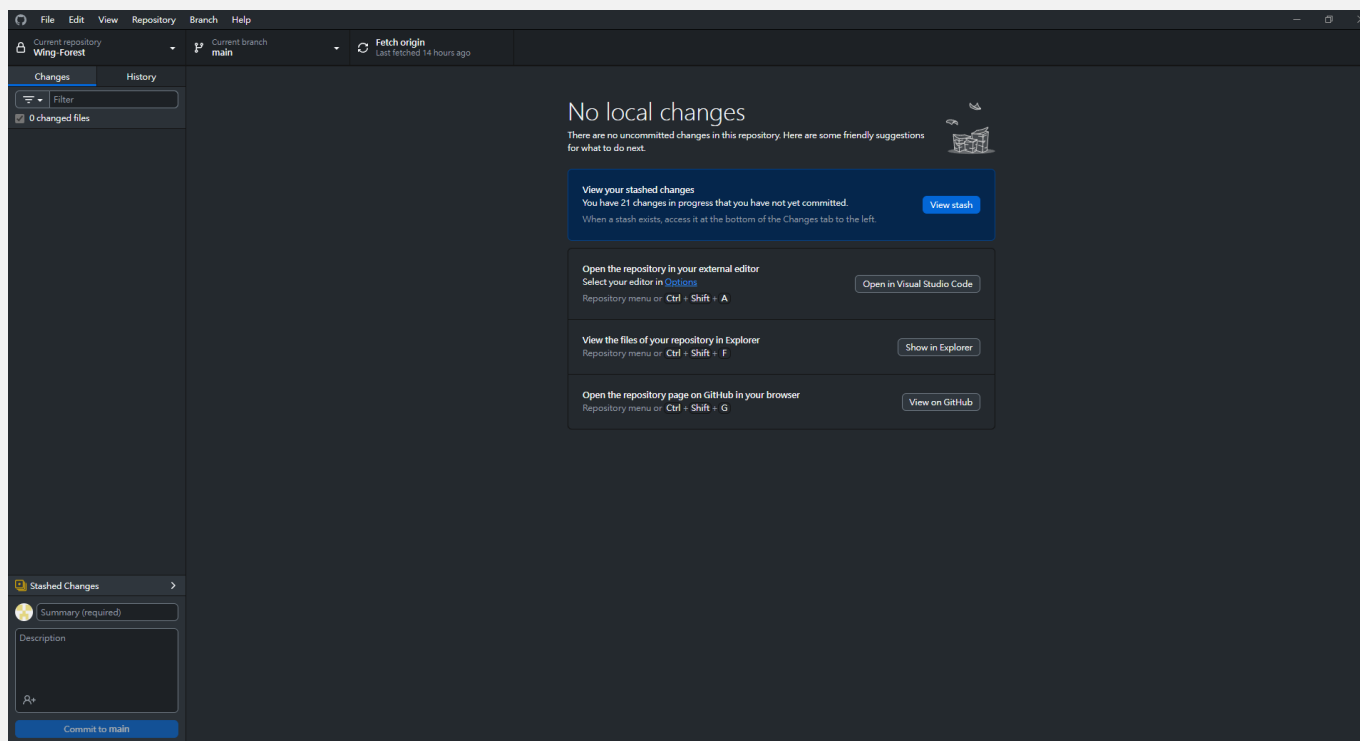 File Edit View Repository Branch Help
Current repository
Wing-Forest
Current branch
main
Fetch origin
Last fetched 14 hours ago
Changes History
Filter
0 changed files
No local changes
There are no uncommitted changes in this repository. Here are some friendly suggestions
for what to do next.
View your stashed changes
You have 21 changes in progress that you have not yet committed.
When a stash exists, access it at the bottom of the Changes tab to the left.
View stash
Open the repository in your external editor
Select your editor in Options
Repository menu or Ctrl + Shift + A
Open in Visual Studio Code
View the files of your repository in Explorer
Repository menu or Ctrl + Shift + F
Show in Explorer
Open the repository page on GitHub in your browser
Repository menu or Ctrl + Shift + G
View on GitHub
Stashed Changes
Summary (required)
Description
Commit to main